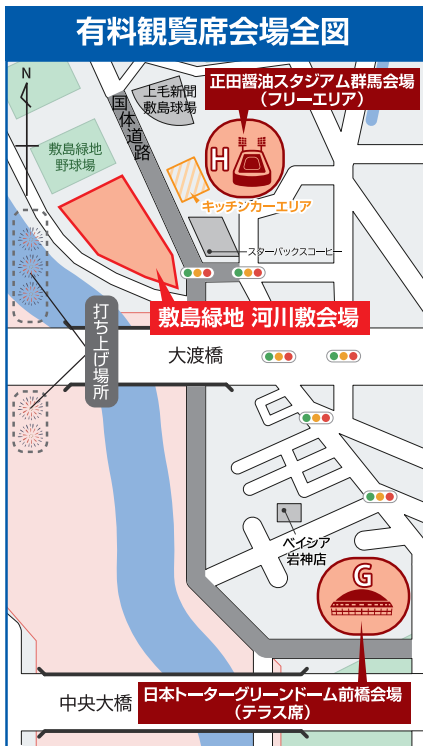 有料観覧席会場全図
N
正田醤油スタジアム群馬会場
(フリーエリア)
上毛新聞
敷島球場
国体道路
敷島緑地
野球場
H
キッチンカーエリア
スターバックスコーヒー
敷島緑地 河川敷会場
打ち上げ場所
大渡橋
ベイシア
岩神店
G
日本トーターグリーンドーム前橋会場
(テラス席)
中央大橋